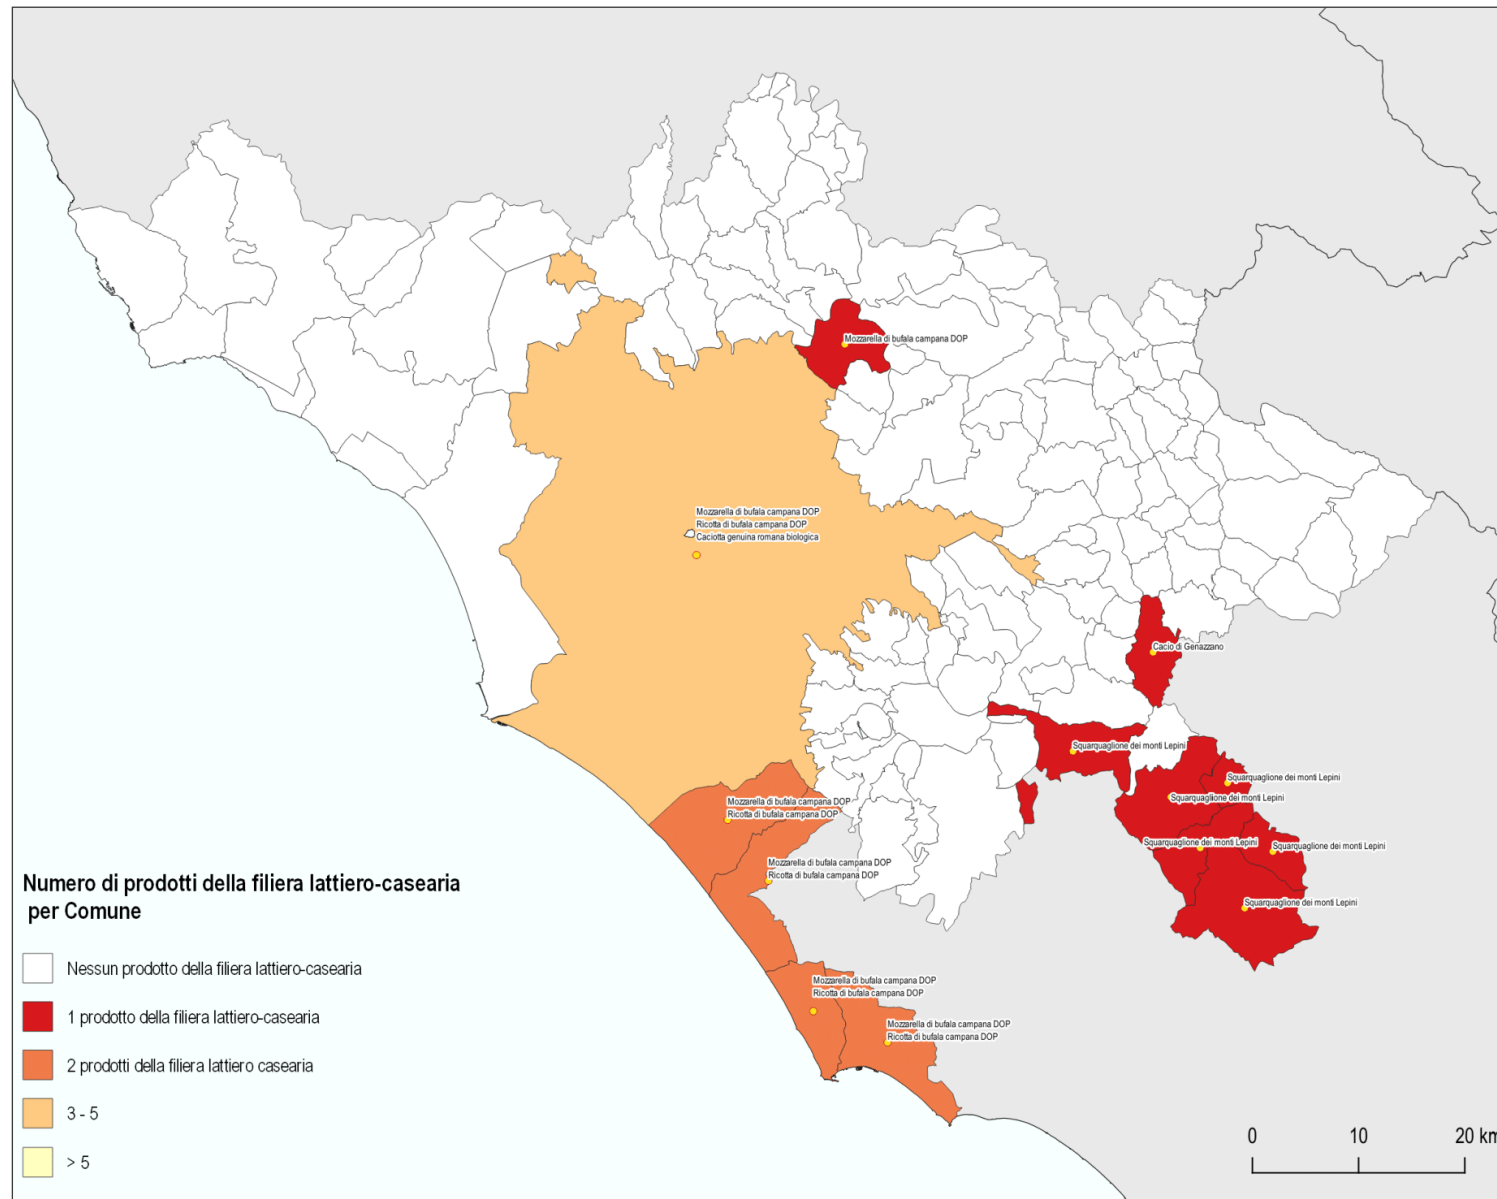 Mozzarella di bufala campana DOP
Mozzarella di bufala campana DOP
Ricotta di bufala campana DOP
Caciotta genuina romana biologica
Cacio di Genazzano
Squarquaglione dei monti Lepini
Squarquaglione dei monti Lepini
Squarquaglione dei monti Lepini
Mozzarella di bufala campana DOP
Ricotta di bufala campana DOP
Squarquaglione dei monti Lepini
Squarquaglione dei monti Lepini
Mozzarella di bufala campana DOP
Ricotta di bufala campana DOP
Squarquaglione dei monti Lepini
Mozzarella di bufala campana DOP
Ricotta di bufala campana DOP
Mozzarella di bufala campana DOP
Ricotta di bufala campana DOP
Numero di prodotti della filiera lattiero-casearia
per Comune
Nessun prodotto della filiera lattiero-casearia
1 prodotto della filiera lattiero-casearia
2 prodotti della filiera lattiero casearia
3 - 5
> 5
0 10 20 km